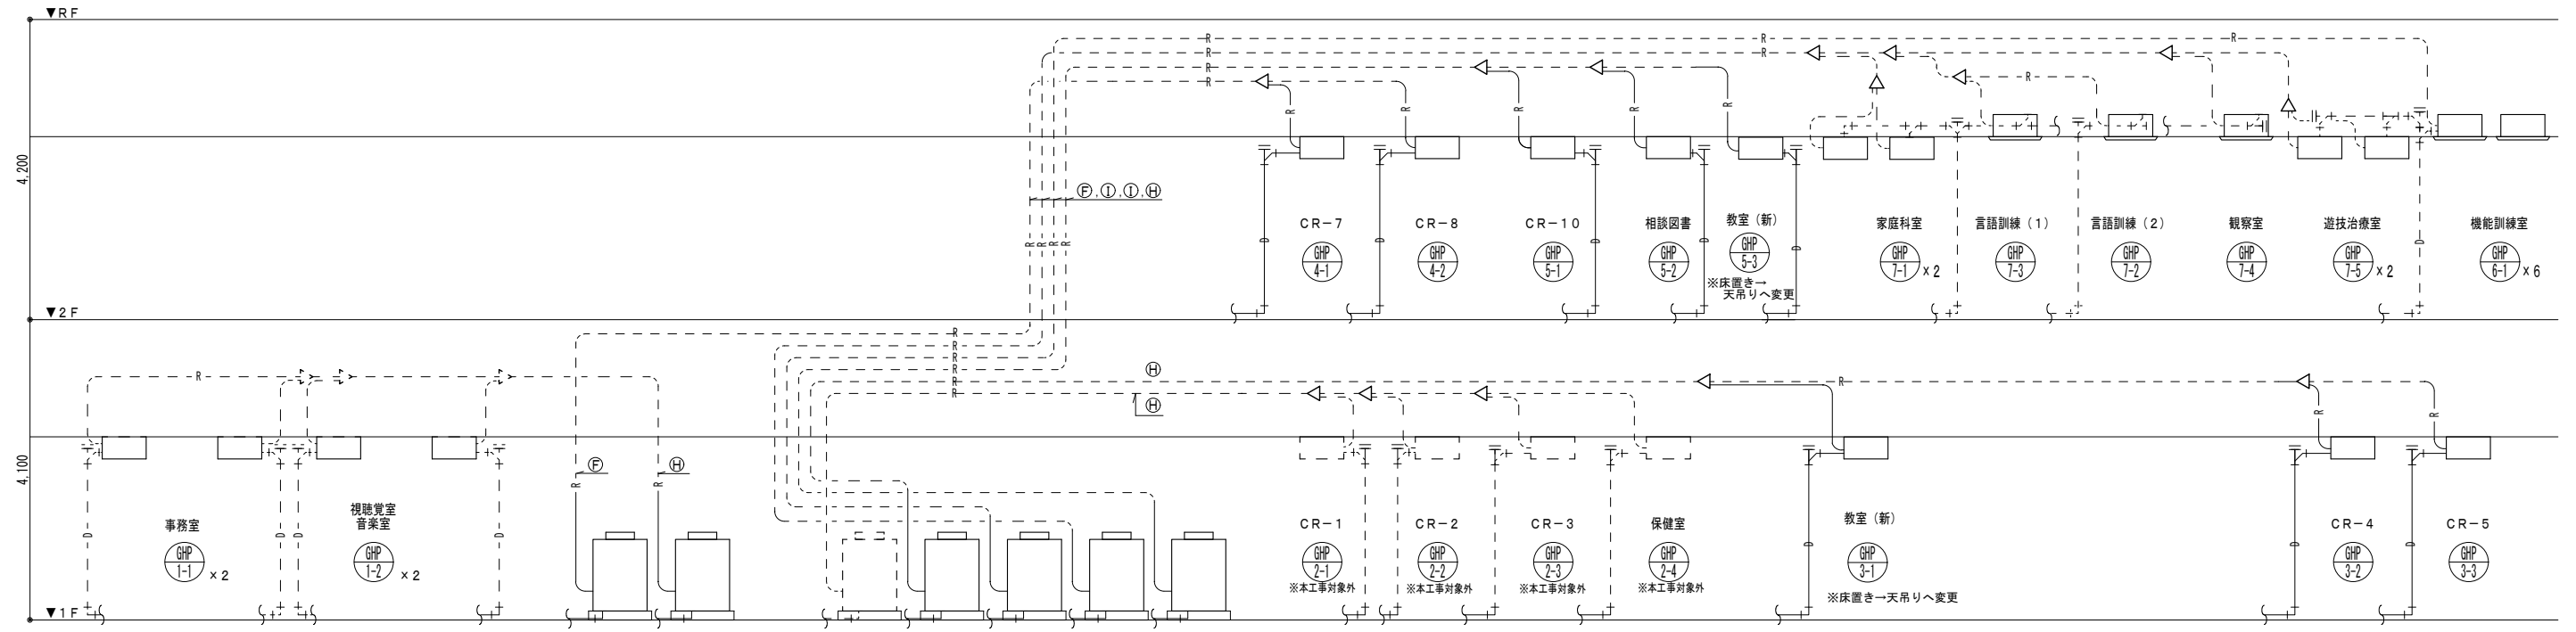 ▼RF
R
R
R
R
R
R
R
R
R
R
R
R
R
4,200
Ⓕ,Ⓘ,Ⓘ,Ⓗ
R
R
R
R
CR-7
GHP
4-1
CR-8
GHP
4-2
CR-10
GHP
5-1
相談図書
GHP
5-2
教室（新）
GHP
5-3
※床置き→
天吊りへ変更
家庭科室
GHP
7-1
×2
言語訓練（1）
GHP
7-3
言語訓練（2）
GHP
7-2
観察室
GHP
7-4
遊技治療室
GHP
7-5
×2
機能訓練室
GHP
6-1
×6
D
D
D
D
D
D
▼2F
R
R
R
R
R
R
R
R
Ⓗ
Ⓗ
R
R
R
4,100
Ⓕ
Ⓗ
R
R
D
D
D
D
事務室
GHP
1-1
×2
視聴覚室
音楽室
GHP
1-2
×2
CR-1
GHP
2-1
※本工事対象外
CR-2
GHP
2-2
※本工事対象外
CR-3
GHP
2-3
※本工事対象外
保健室
GHP
2-4
※本工事対象外
教室（新）
GHP
3-1
※床置き→天吊りへ変更
CR-4
GHP
3-2
CR-5
GHP
3-3
D
D
D
▼1F